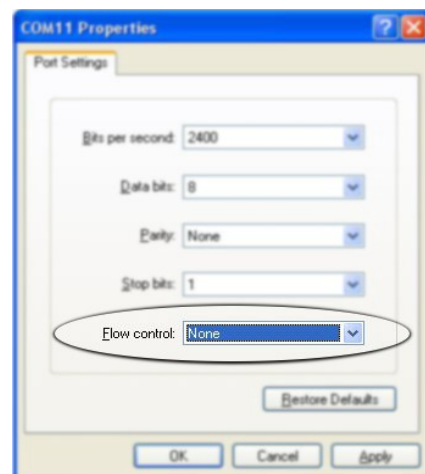 COM11 Properties
Port Settings
Bits per second: 2400
Data bits: 8
Parity: None
Stop bits: 1
Flow control: None
Restore Defaults
OK Cancel Apply